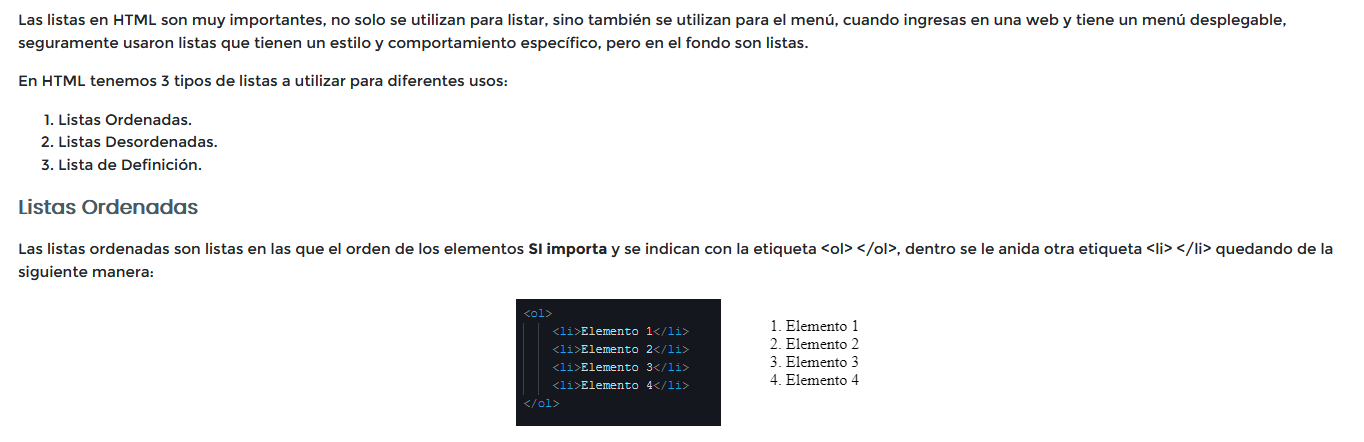 Las listas en HTML son muy importantes, no solo se utilizan para listar, sino también se utilizan para el menú, cuando ingresas en una web y tiene un menú desplegable,
seguramente usaron listas que tienen un estilo y comportamiento específico, pero en el fondo son listas.
En HTML tenemos 3 tipos de listas a utilizar para diferentes usos:
1. Listas Ordenadas.
2. Listas Desordenadas.
3. Lista de Definición.
Listas Ordenadas
Las listas ordenadas son listas en las que el orden de los elementos SI importa y se indican con la etiqueta <ol> </ol>, dentro se le anida otra etiqueta <li> </li> quedando de la
siguiente manera:
<ol>
<li>Elemento 1</li>
<li>Elemento 2</li>
<li>Elemento 3</li>
<li>Elemento 4</li>
</ol>
1. Elemento 1
2. Elemento 2
3. Elemento 3
4. Elemento 4